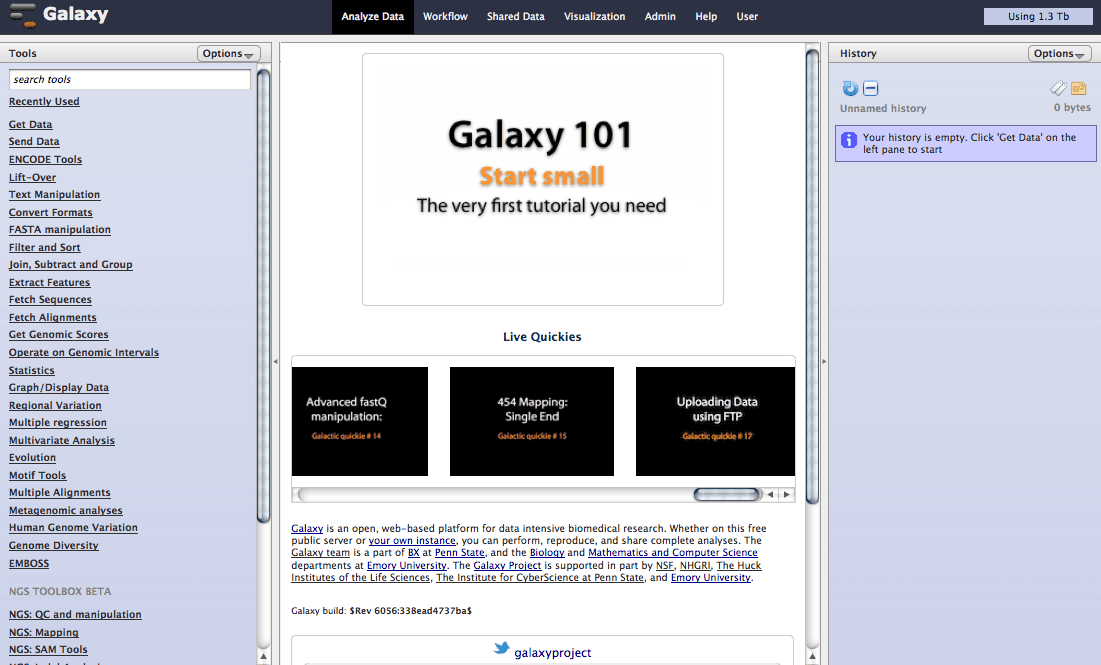 Galaxy
Analyze Data
Workflow
Shared Data
Visualization
Admin
Help
User
Using 1.3 Tb
Tools
Options
search tools
Recently Used
Get Data
Send Data
ENCODE Tools
Lift-Over
Text Manipulation
Convert Formats
FASTA manipulation
Filter and Sort
Join, Subtract and Group
Extract Features
Fetch Sequences
Fetch Alignments
Get Genomic Scores
Operate on Genomic Intervals
Statistics
Graph/Display Data
Regional Variation
Multiple regression
Multivariate Analysis
Evolution
Motif Tools
Multiple Alignments
Metagenomic analyses
Human Genome Variation
Genome Diversity
EMBOSS
NGS TOOLBOX BETA
NGS: QC and manipulation
NGS: Mapping
NGS: SAM Tools
Galaxy 101
Start small
The very first tutorial you need
Live Quickies
Advanced fastQ
manipulation:
Galactic quickie # 14
454 Mapping:
Single End
Galactic quickie # 15
Uploading Data
using FTP
Galactic quickie # 17
Galaxy is an open, web-based platform for data intensive biomedical research. Whether on this free
public server or your own instance, you can perform, reproduce, and share complete analyses. The
Galaxy team is a part of BX at Penn State, and the Biology and Mathematics and Computer Science
departments at Emory University. The Galaxy Project is supported in part by NSF, NHGRI, The Huck
Institutes of the Life Sciences, The Institute for CyberScience at Penn State, and Emory University.
Galaxy build: $Rev 6056:338ead4737ba$
galaxyproject
History
Options
Unnamed history
0 bytes
Your history is empty. Click 'Get Data' on the
left pane to start